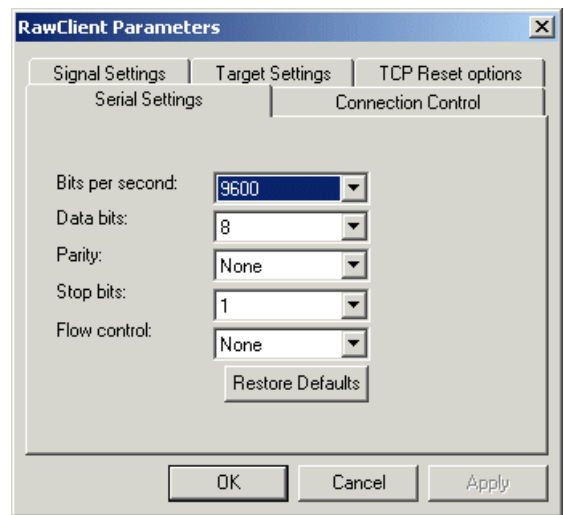 RawClient Parameters
Signal Settings Target Settings TCP Reset options
Serial Settings Connection Control
Bits per second: 9600
Data bits: 8
Parity: None
Stop bits: 1
Flow control: None
Restore Defaults
OK Cancel Apply